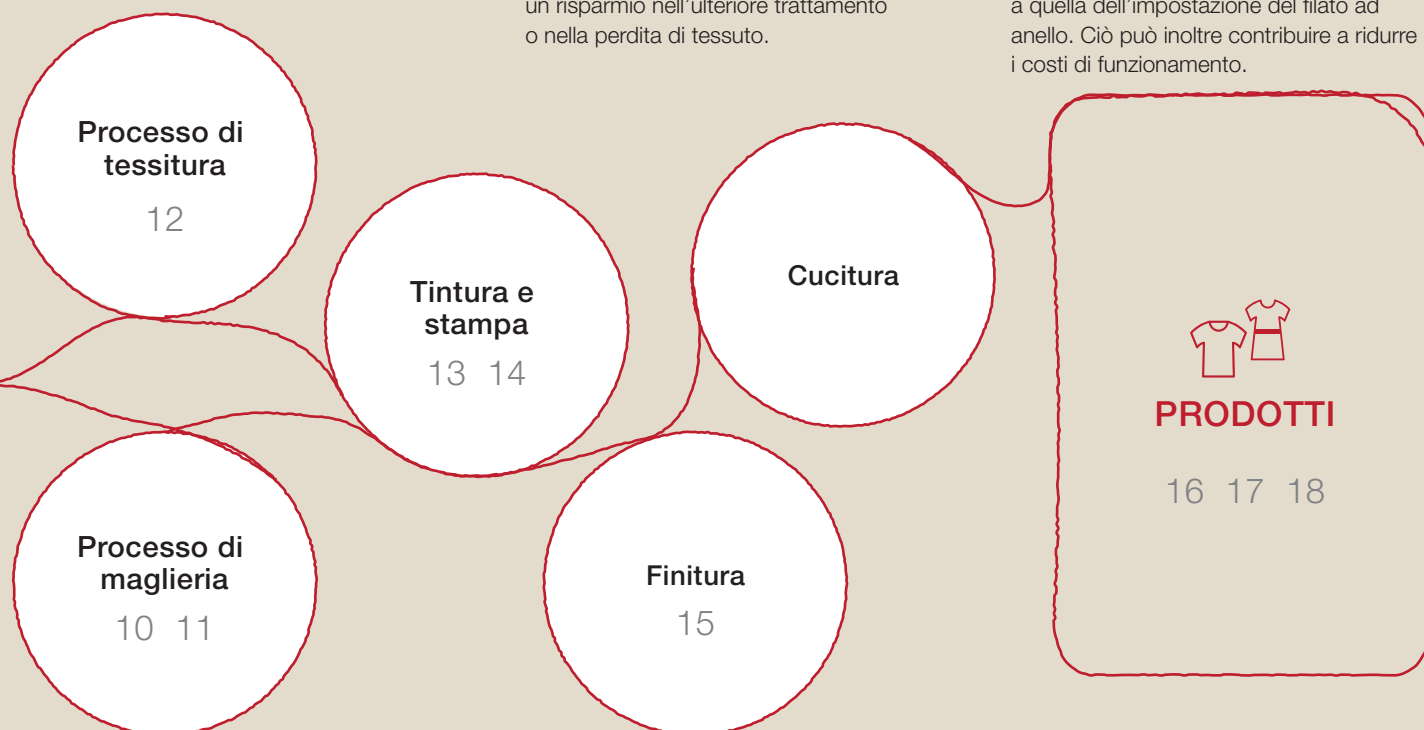 un risparmio nell'ulteriore trattamento
o nella perdita di tessuto.
a quella dell'impostazione del filato ad
anello. Ciò può inoltre contribuire a ridurre
i costi di funzionamento.
Processo di
tessitura
12
Tintura e
stampa
13 14
Cucitura
PRODOTTI
16 17 18
Processo di
maglieria
10 11
Finitura
15